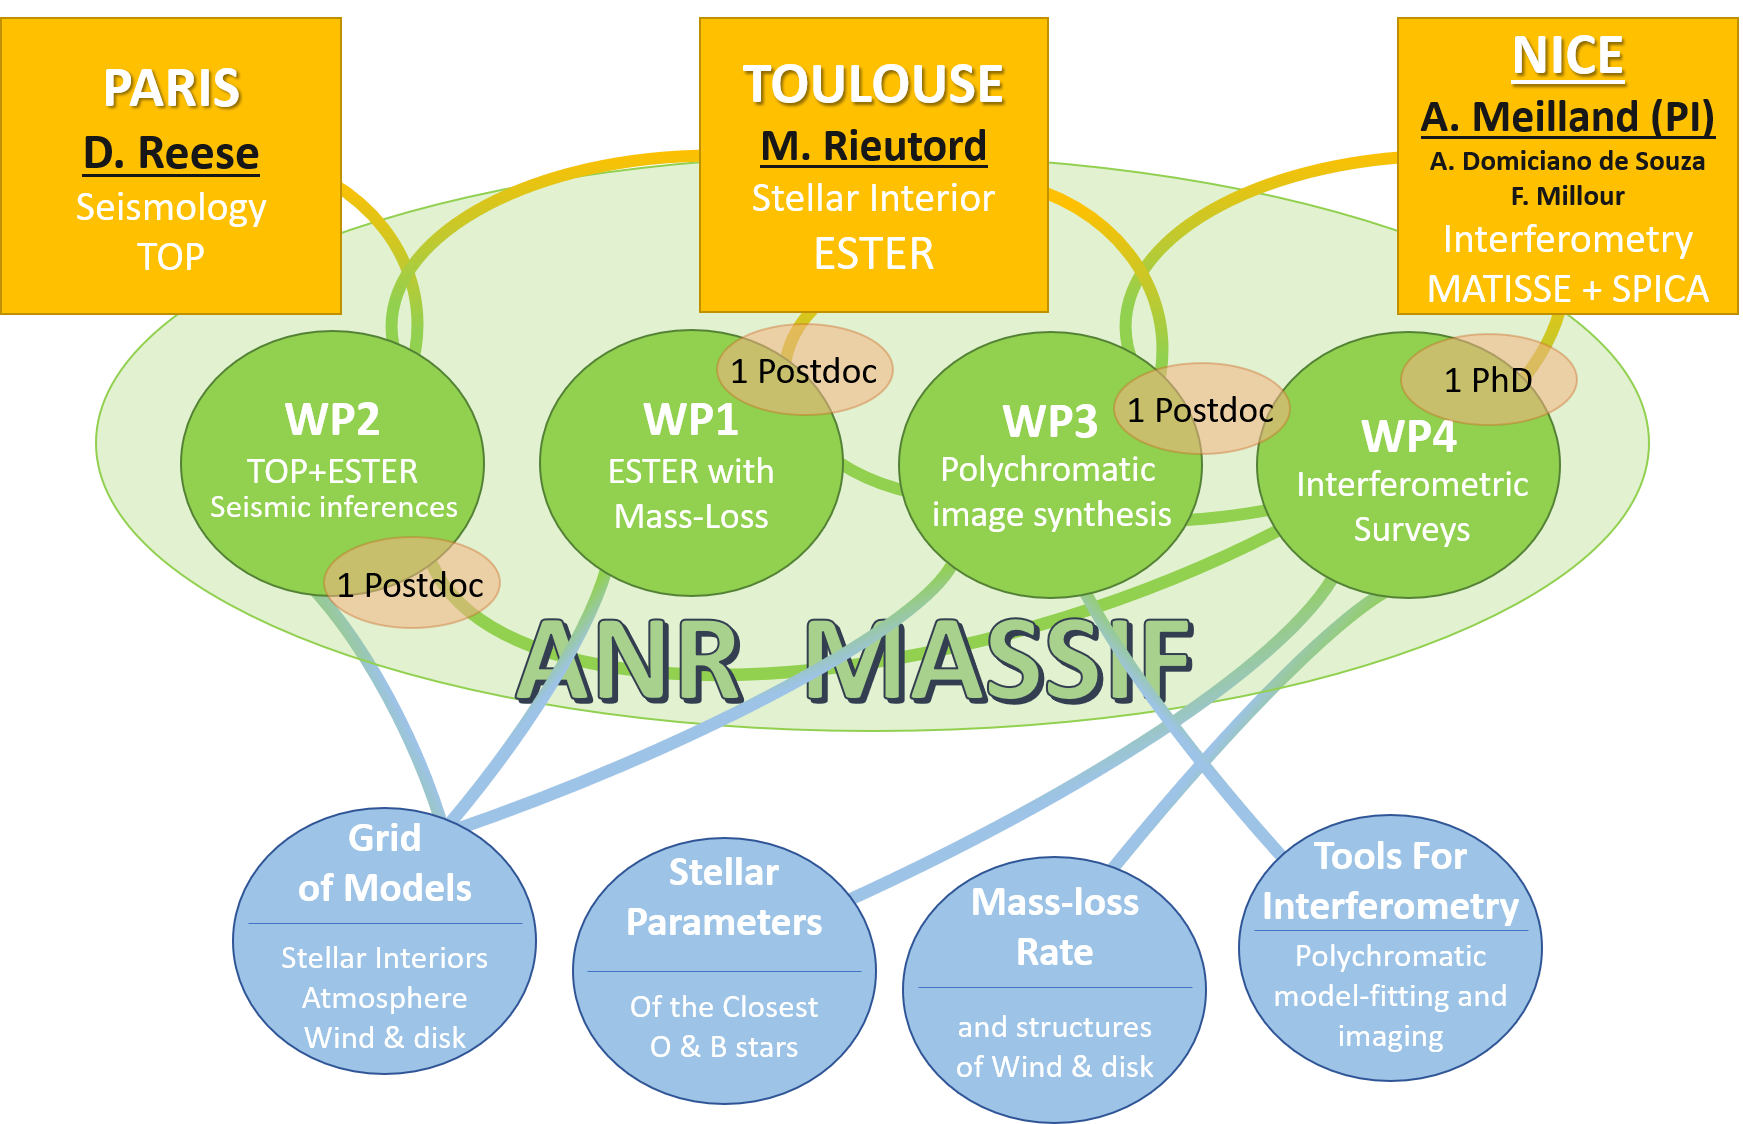 PARIS
D. Reese
Seismology
TOP
TOULOUSE
M. Rieutord
Stellar Interior
ESTER
NICE
A. Meilland (PI)
A. Domiciano de Souza
F. Millour
Interferometry
MATISSE + SPICA
WP2
TOP+ESTER
Seismic inferences
1 Postdoc
1 Postdoc
WP1
ESTER with
Mass-Loss
1 Postdoc
WP3
Polychromatic
image synthesis
1 PhD
WP4
Interferometric
Surveys
ANR MASSIF
Grid
of Models
Stellar Interiors
Atmosphere
Wind & disk
Stellar
Parameters
Of the Closest
O & B stars
Mass-loss
Rate
and structures
of Wind & disk
Tools For
Interferometry
Polychromatic
model-fitting and
imaging